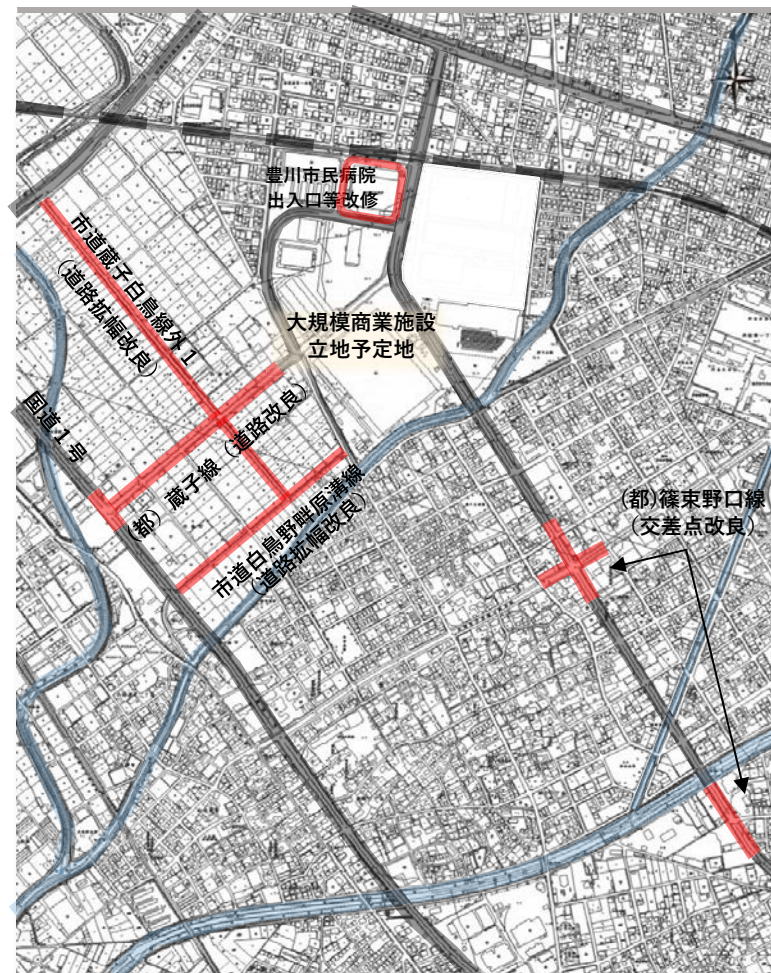 豊川市民病院
出入口等改修
市道蔵子白鳥線外1
(道路拡幅改良)
大規模商業施設
立地予定地
国道1号
(都) 蔵子線 (道路改良)
市道白鳥野畔原溝線
(道路拡幅改良)
(都)篠束野口線
(交差点改良)